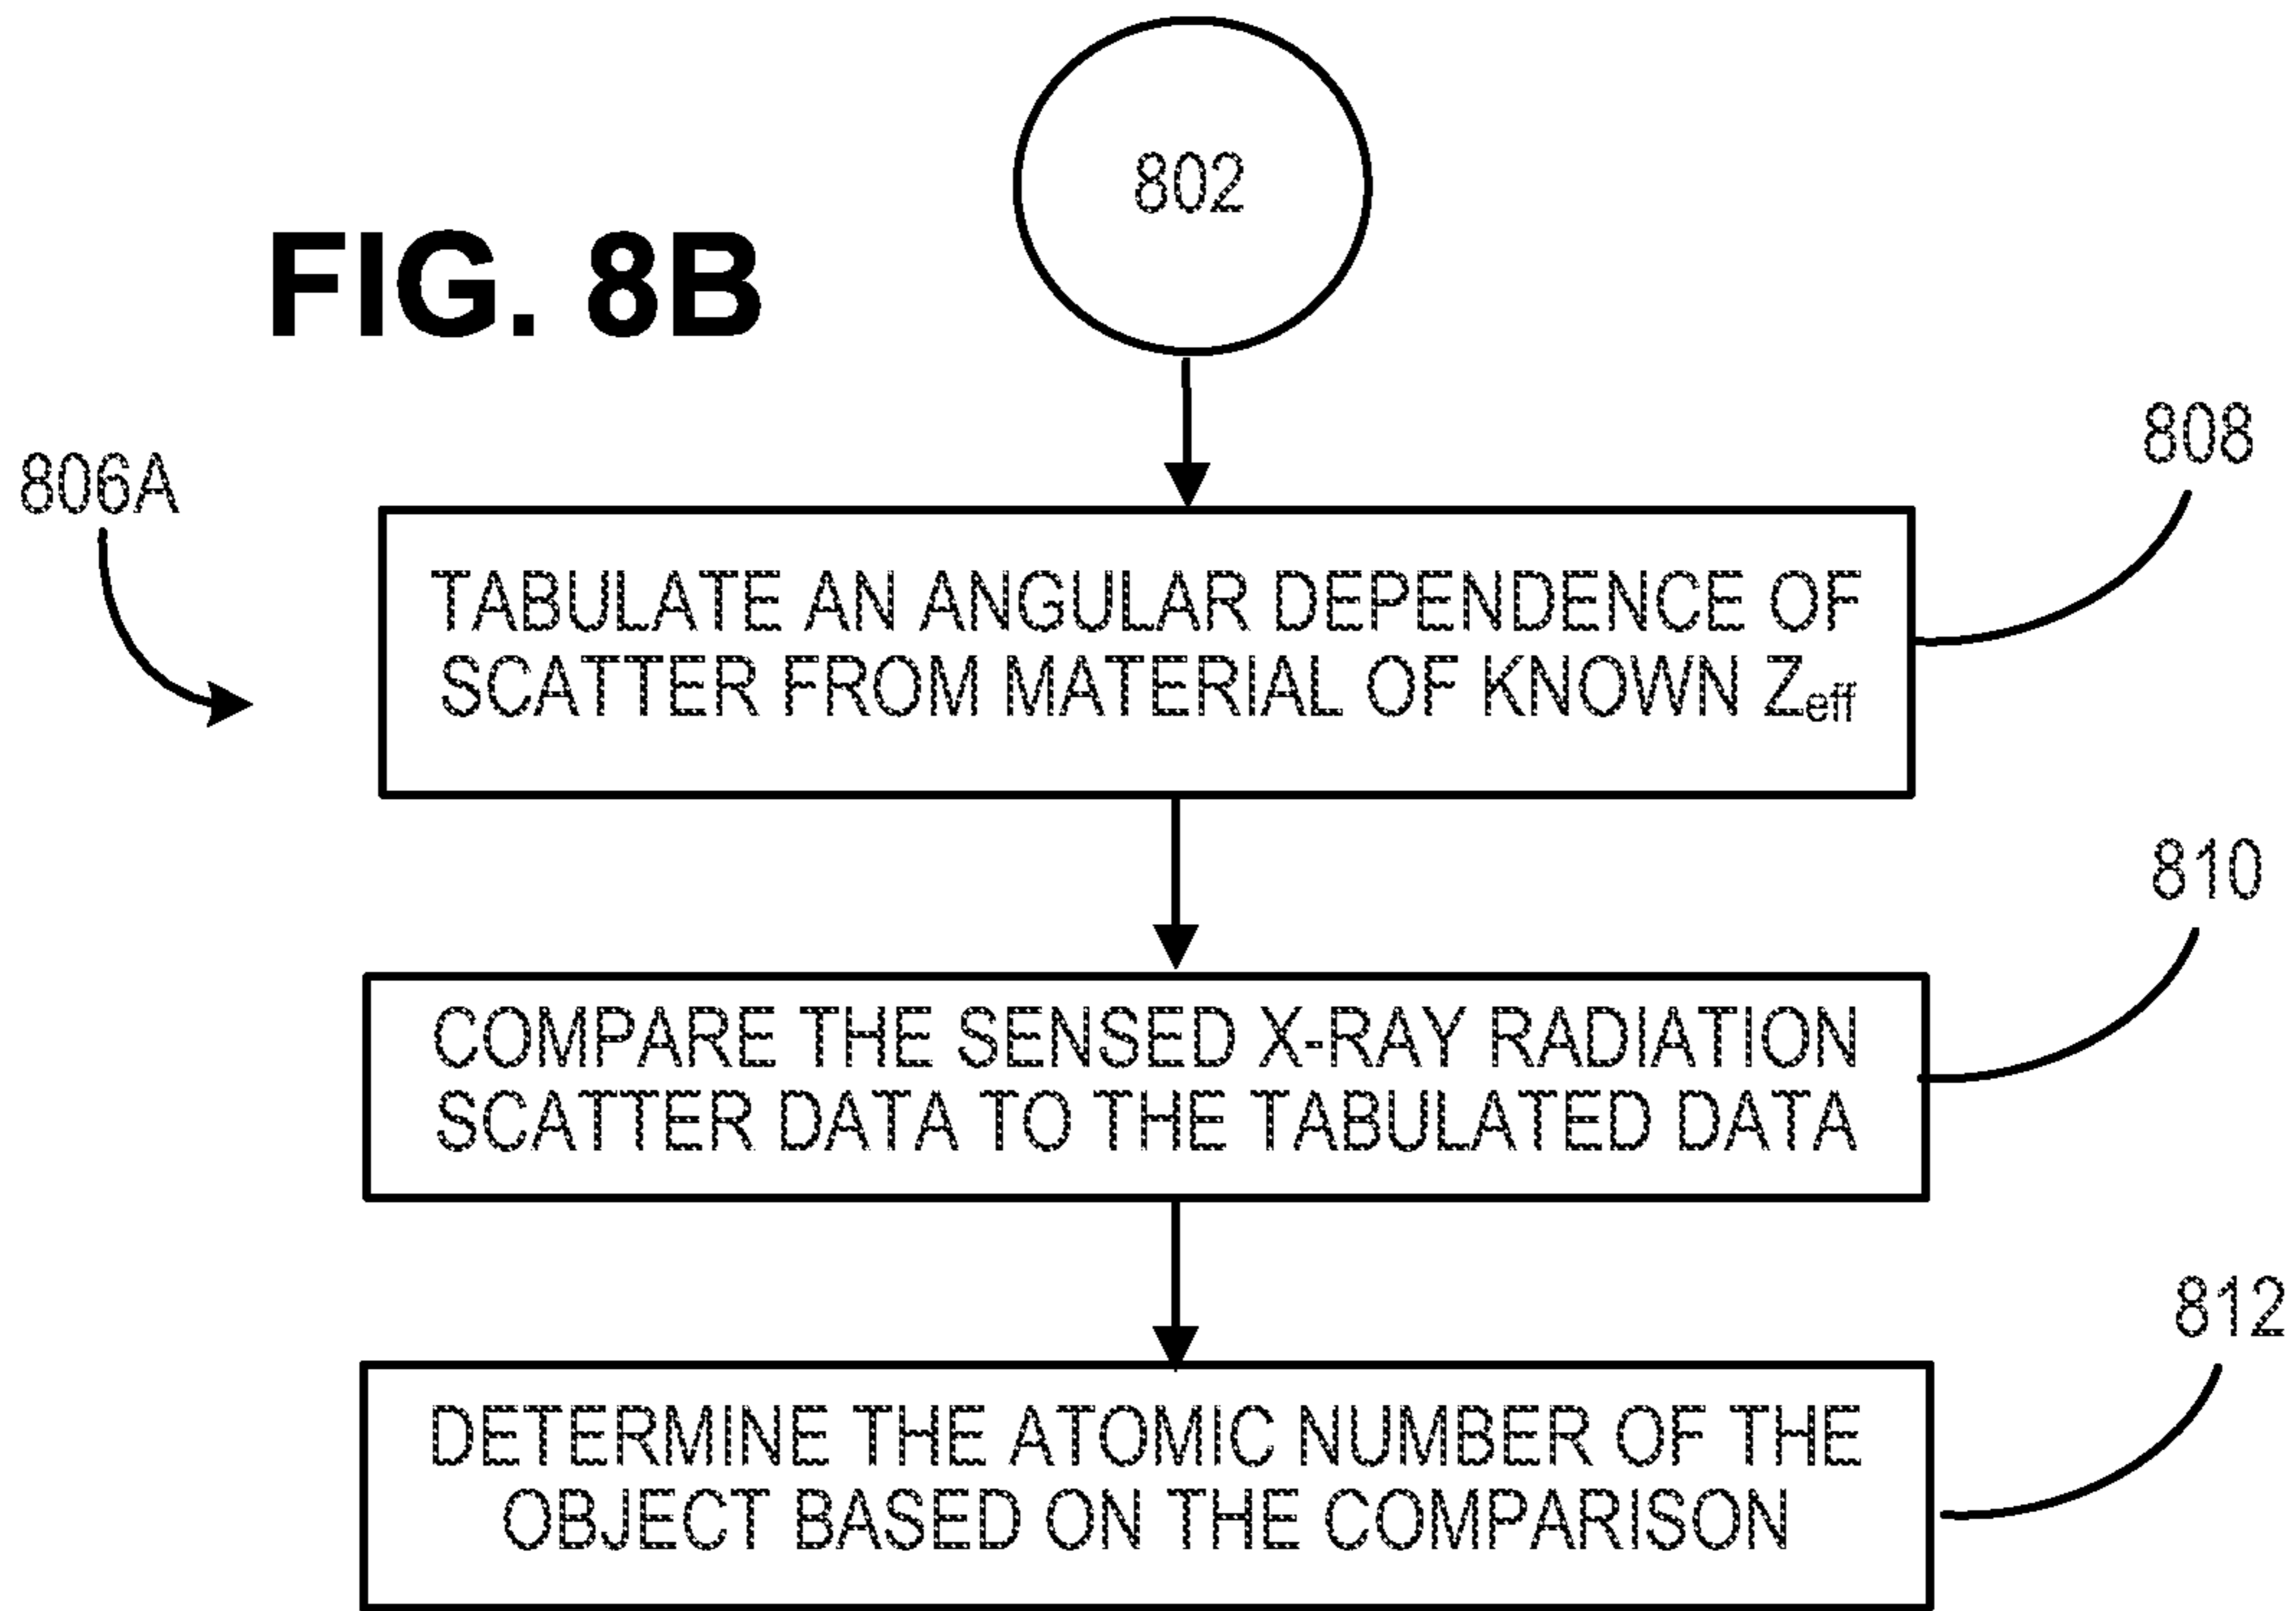 802
FIG. 8B
808
806A
TABULATE AN ANGULAR DEPENDENCE OF
SCATTER FROM MATERIAL OF KNOWN Zeff
810
COMPARE THE SENSED X-RAY RADIATION
SCATTER DATA TO THE TABULATED DATA
812
DETERMINE THE ATOMIC NUMBER OF THE
OBJECT BASED ON THE COMPARISON